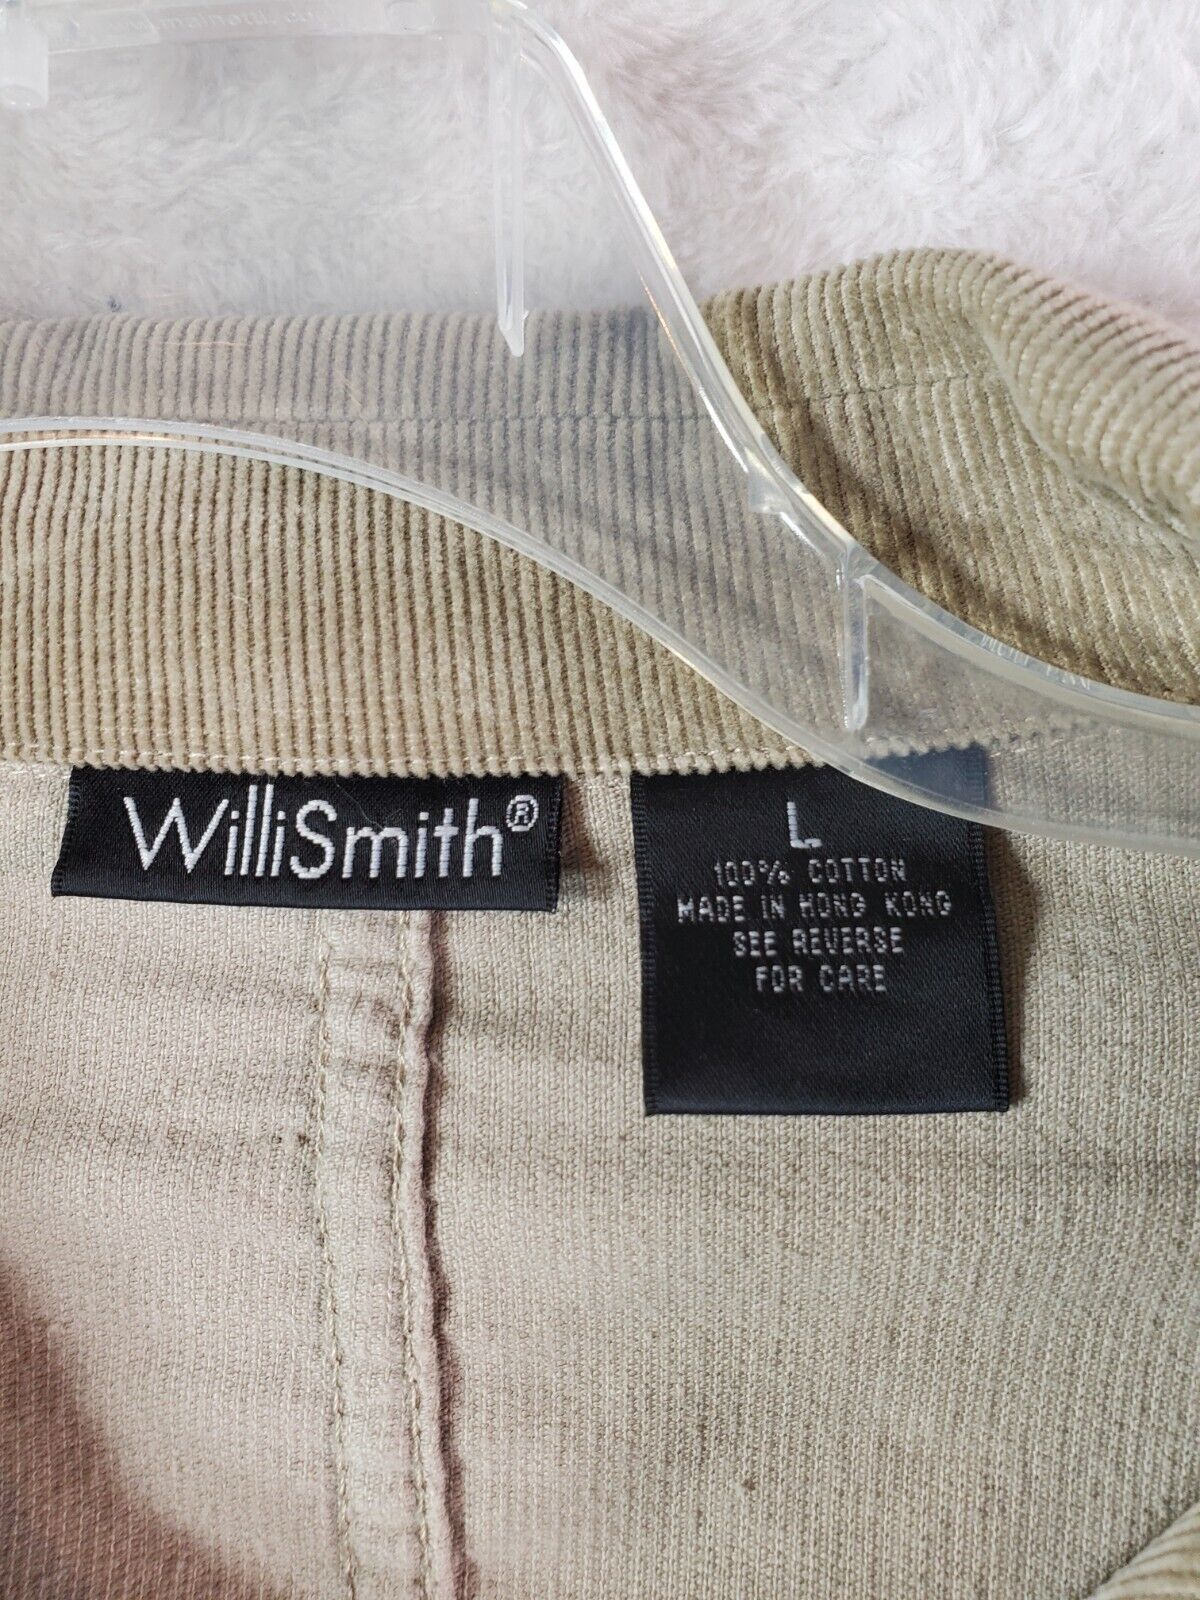 WilliSmith®
L
100% COTTON
MADE IN HONG KONG
SEE REVERSE
FOR CARE